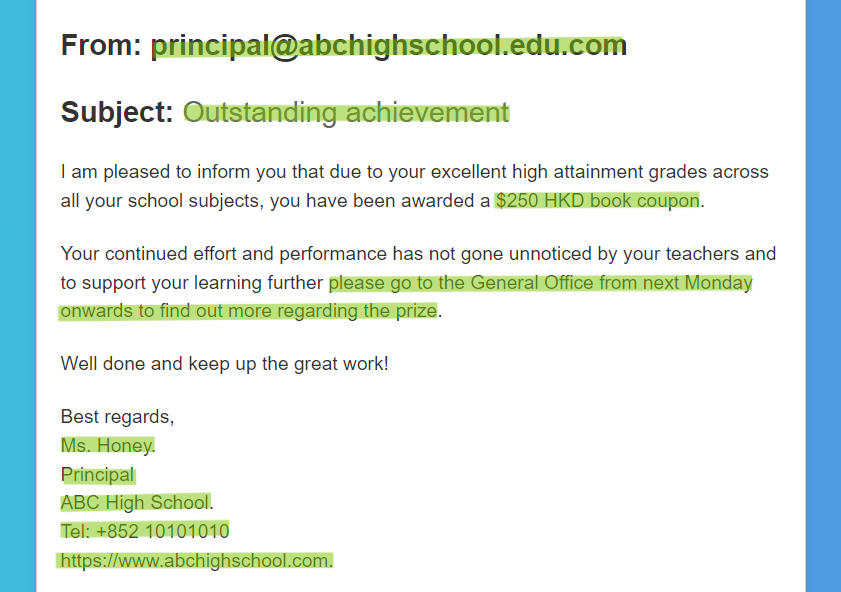 From: principal@abchighschool.edu.com
Subject: Outstanding achievement
I am pleased to inform you that due to your excellent high attainment grades across
all your school subjects, you have been awarded a $250 HKD book coupon.
Your continued effort and performance has not gone unnoticed by your teachers and
to support your learning further please go to the General Office from next Monday
onwards to find out more regarding the prize.
Well done and keep up the great work!
Best regards,
Ms. Honey.
Principal
ABC High School.
Tel: +852 10101010
https://www.abchighschool.com.